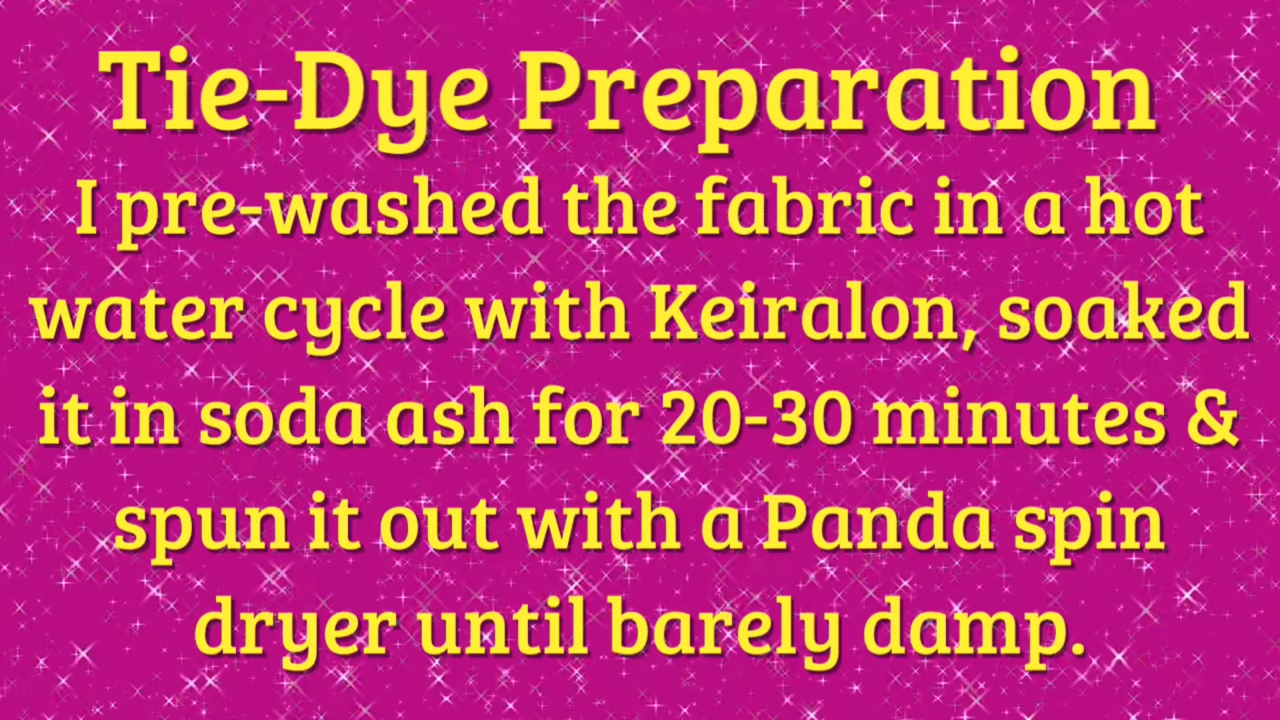 Tie-Dye Preparation
I pre-washed the fabric in a hot
water cycle with Keiralon, soaked
it in soda ash for 20-30 minutes &
spun it out with a Panda spin
dryer until barely damp.